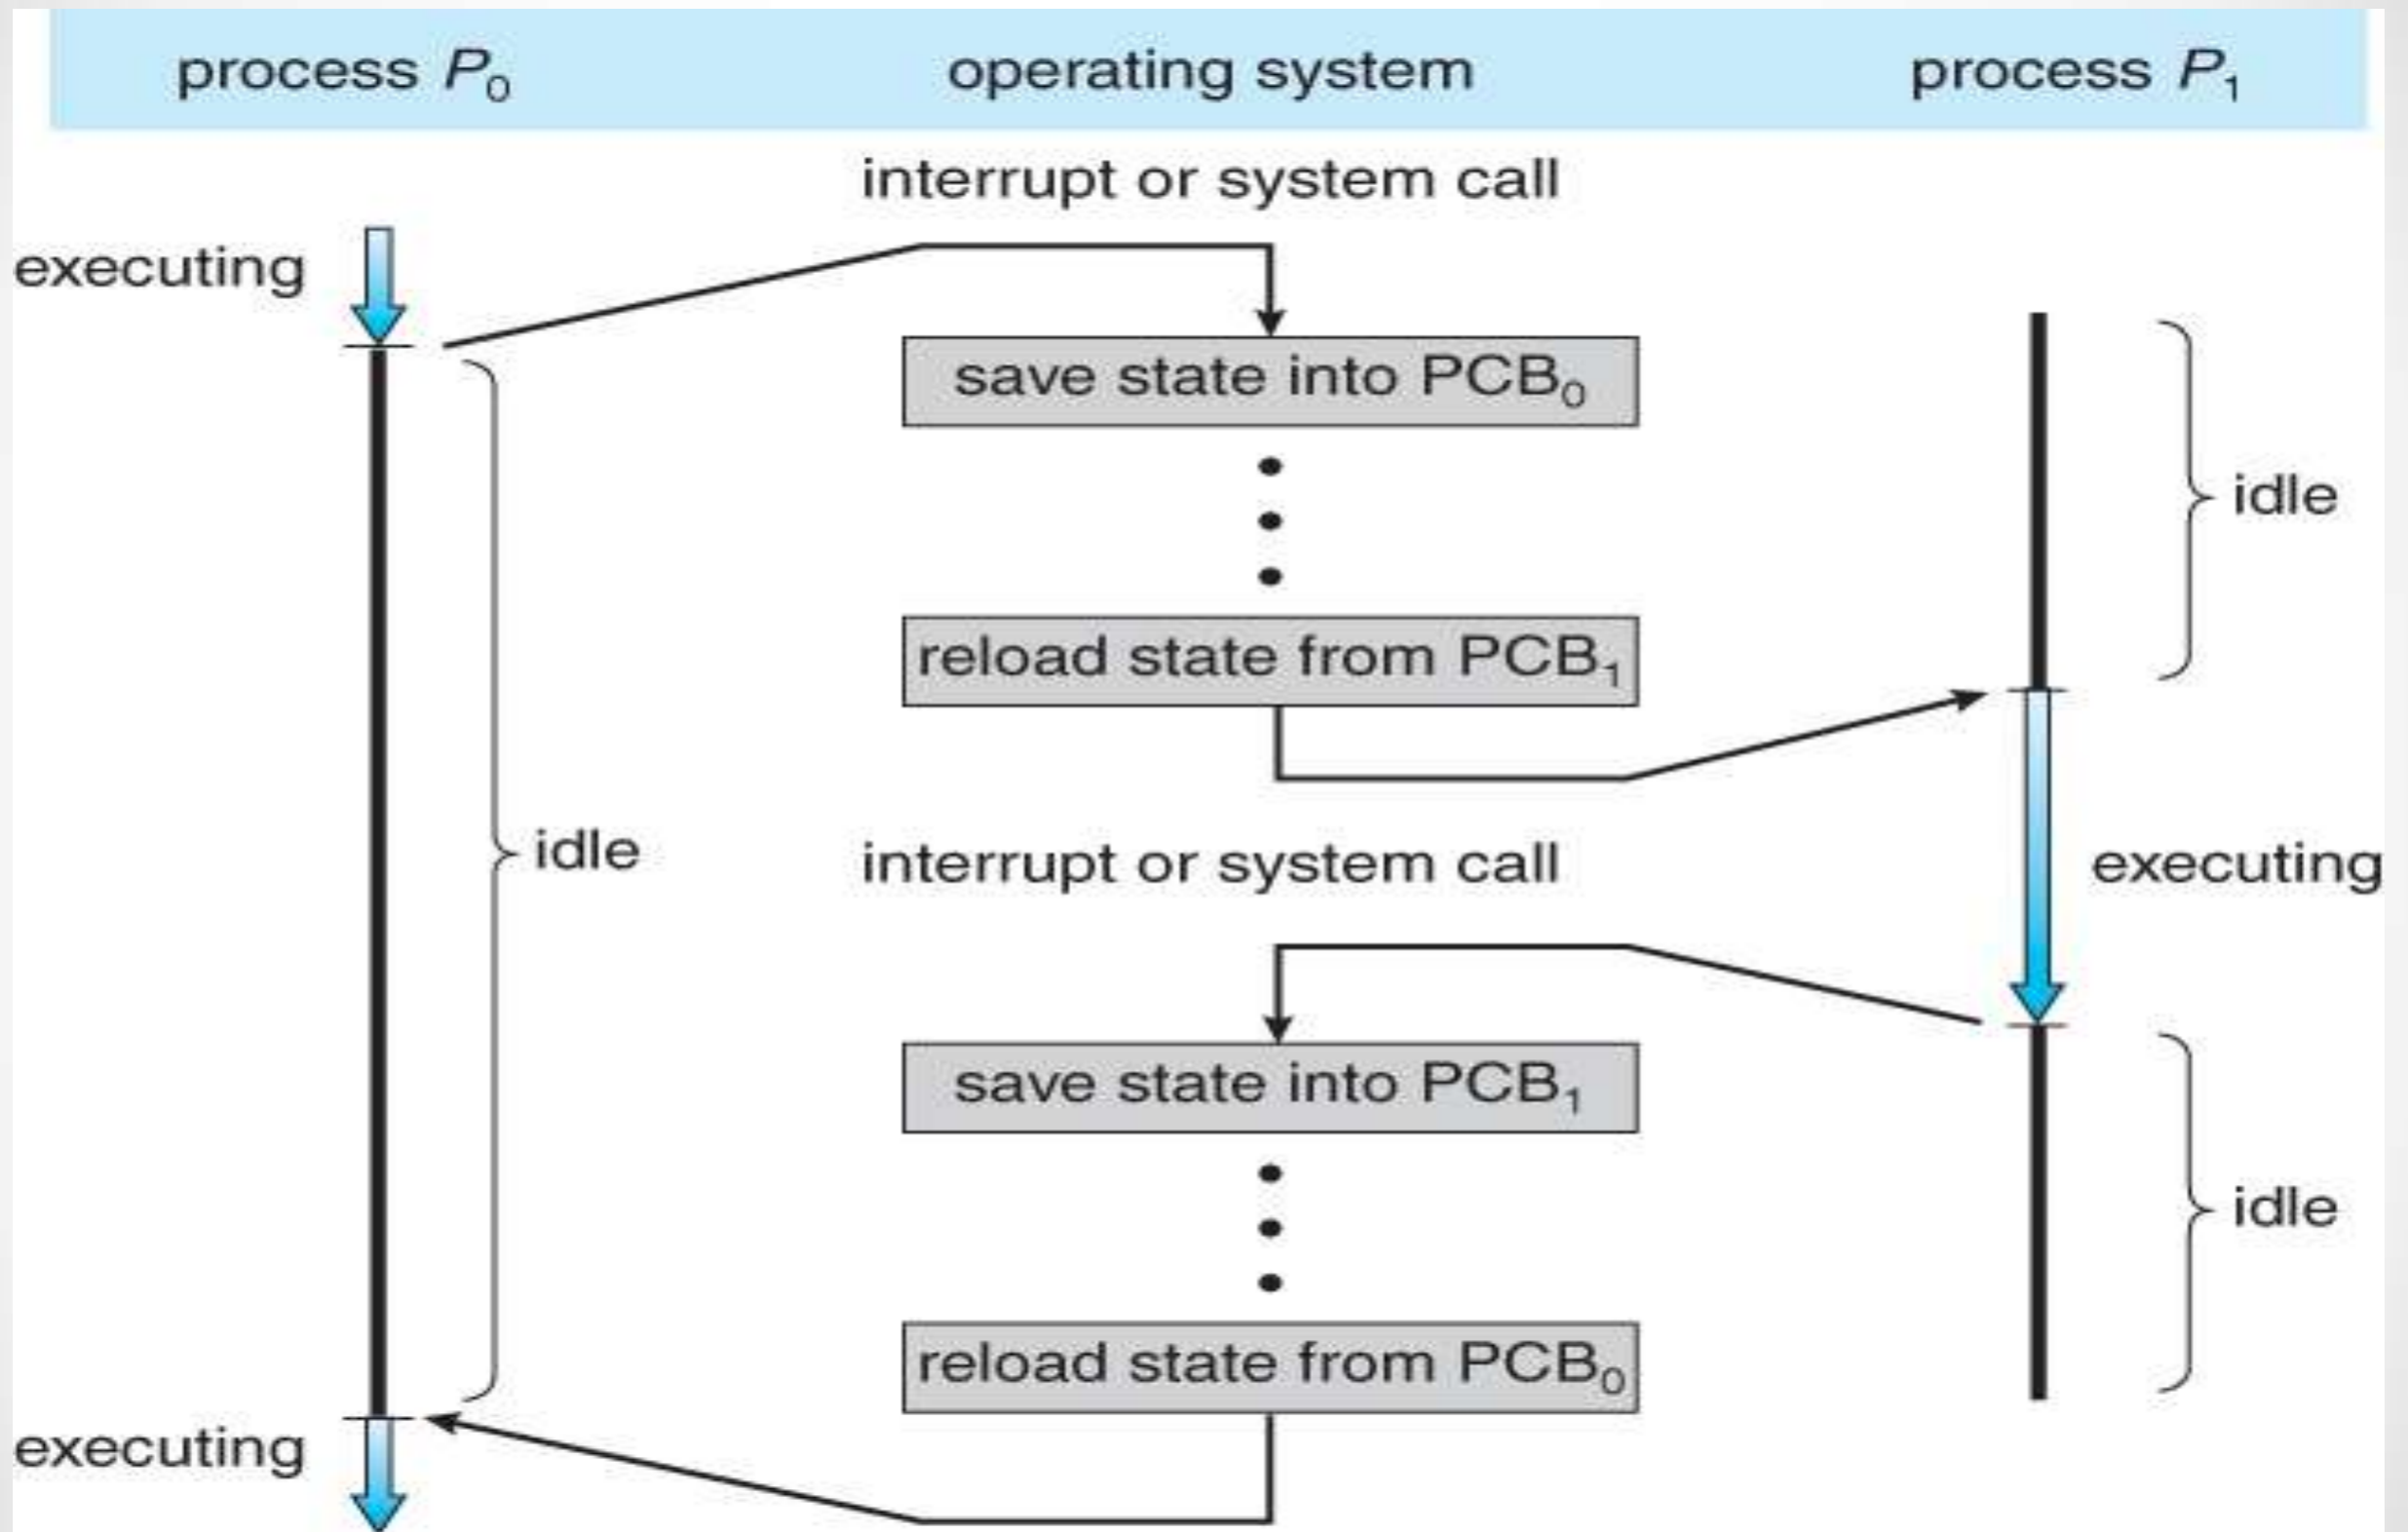 process P₀ operating system process P₁
interrupt or system call
executing
save state into PCB₀
idle
reload state from PCB₁
idle
interrupt or system call
executing
save state into PCB₁
idle
reload state from PCB₀
executing